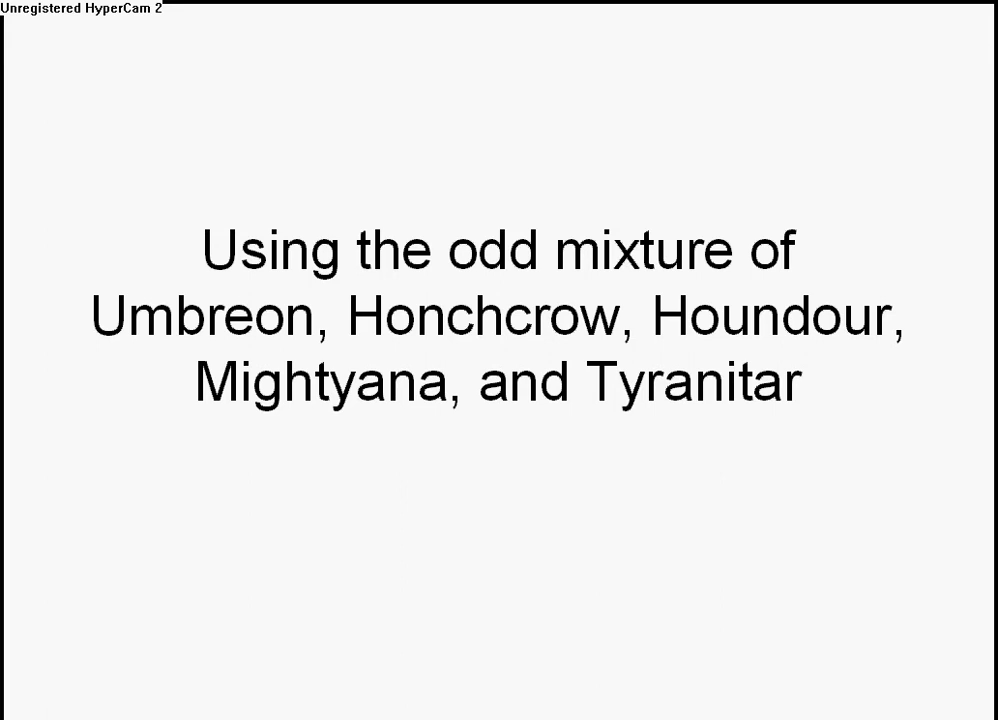 Unregistered HyperCam 2
Using the odd mixture of
Umbreon, Honchcrow, Houndour,
Mightyana, and Tyranitar